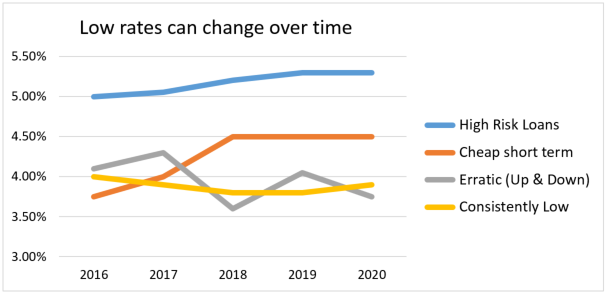 Low rates can change over time
5.50%
5.00%
4.50%
4.00%
3.50%
3.00%
2016 2017 2018 2019 2020
High Risk Loans
Cheap short term
Erratic (Up & Down)
Consistently Low